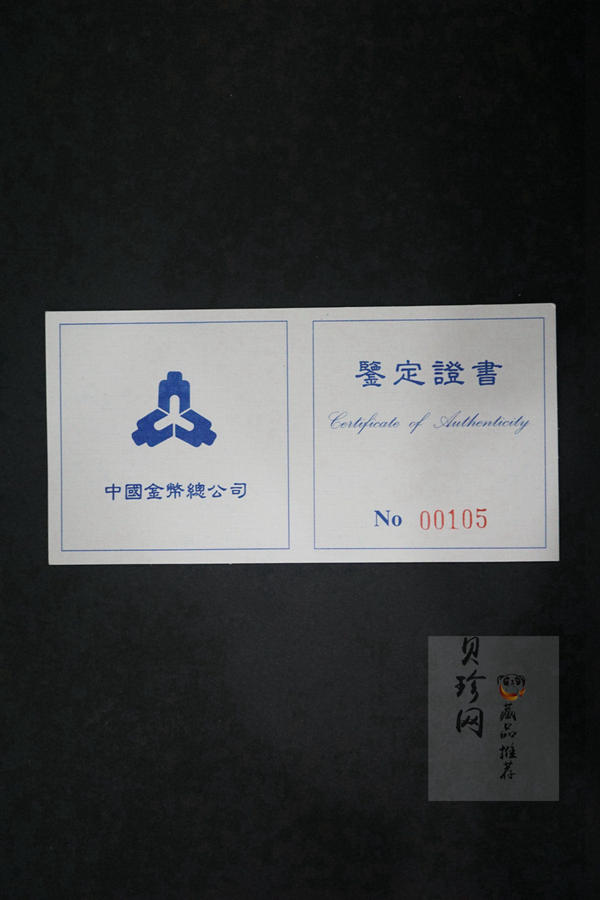 中國金幣總公司
鑒定證書
Certificate of Authenticity
No 00105
贝珍网
藏品推荐